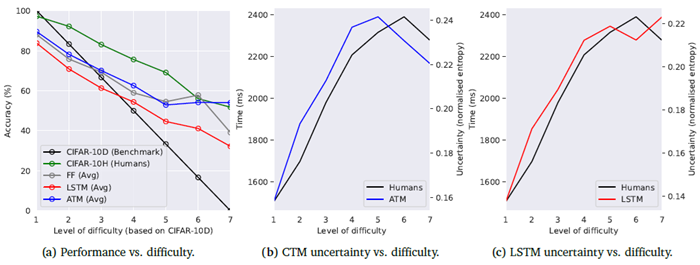 100
80
60
40
20
0
Accuracy (%)
CIFAR-10D (Benchmark)
CIFAR-10H (Humans)
FF (Avg)
LSTM (Avg)
ATM (Avg)
1 2 3 4 5 6 7
Level of difficulty (based on CIFAR-10D)
(a) Performance vs. difficulty.
2400
2200
2000
1800
1600
Time (ms)
0.24
0.22
0.20
0.18
0.16
Uncertainty (normalised entropy)
Humans
ATM
1 2 3 4 5 6 7
Level of difficulty
(b) CTM uncertainty vs. difficulty.
2400
2200
2000
1800
1600
Time (ms)
0.22
0.20
0.18
0.16
0.14
Uncertainty (normalised entropy)
Humans
LSTM
1 2 3 4 5 6 7
Level of difficulty
(c) LSTM uncertainty vs. difficulty.